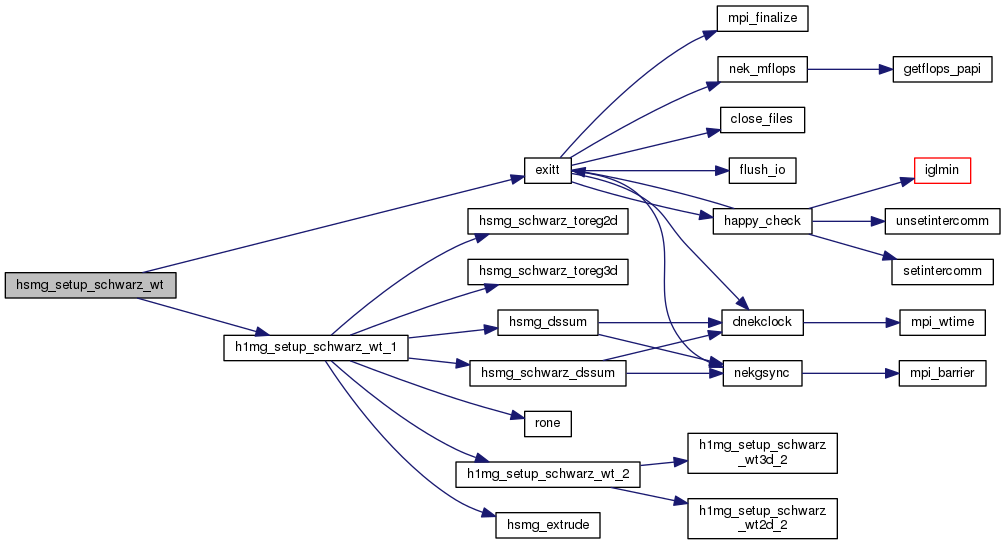 mpi_finalize
nek_mflops
getflops_papi
close_files
exitt
flush_io
iglmin
happy_check
unsetintercomm
setintercomm
hsmg_schwarz_toreg2d
hsmg_schwarz_toreg3d
hsmg_setup_schwarz_wt
hsmg_dssum
dnekclock
mpi_wtime
h1mg_setup_schwarz_wt_1
hsmg_schwarz_dssum
nekgsync
mpi_barrier
rone
h1mg_setup_schwarz
_wt3d_2
h1mg_setup_schwarz_wt_2
h1mg_setup_schwarz
_wt2d_2
hsmg_extrude